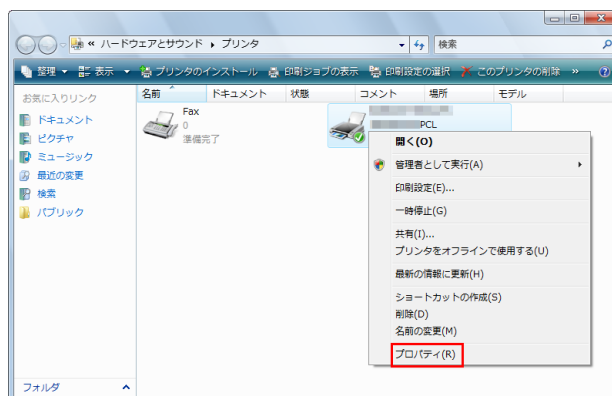 « ハードウェアとサウンド ▸ プリンタ
検索
整理 ▼ 表示 ▼ プリンタのインストール 印刷ジョブの表示 印刷設定の選択 このプリンタの削除 »
お気に入りリンク
ドキュメント
ピクチャ
ミュージック
最近の変更
検索
パブリック
フォルダ
名前 ドキュメント 状態 コメント 場所 モデル
Fax
0
準備完了
PCL
開く(O)
管理者として実行(A)
印刷設定(E)...
一時停止(G)
共有(I)...
プリンタをオフラインで使用する(U)
最新の情報に更新(H)
ショートカットの作成(S)
削除(D)
名前の変更(M)
プロパティ(R)